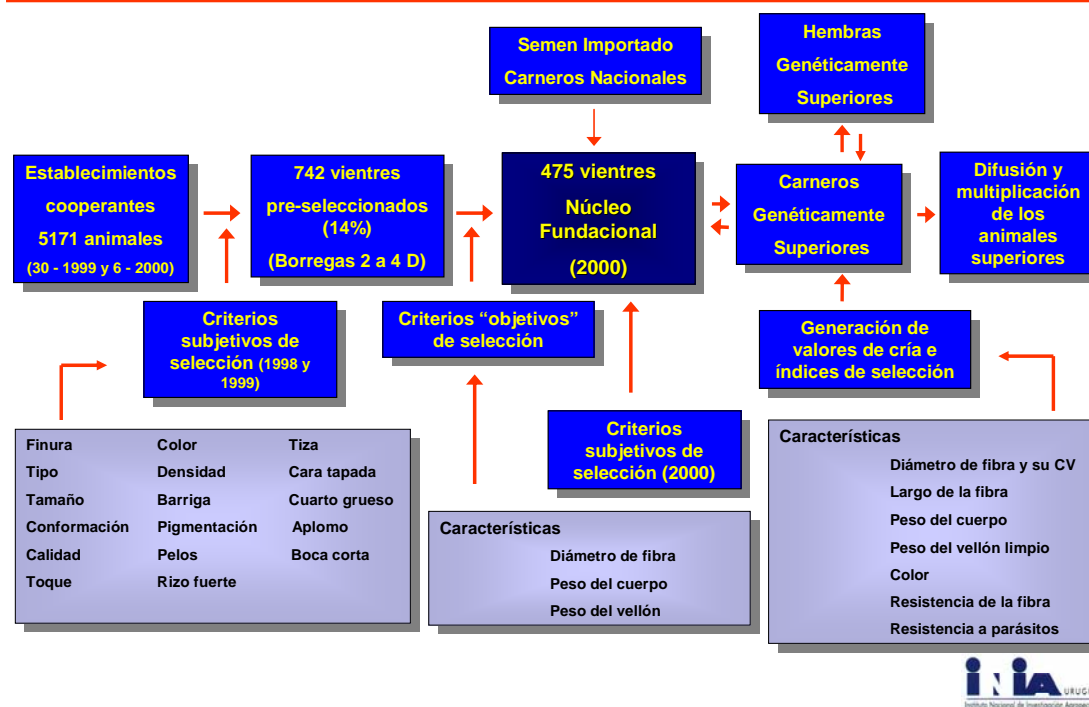 Semen Importado
Carneros Nacionales
Hembras
Genéticamente
Superiores
Establecimientos
cooperantes
5171 animales
(30 - 1999 y 6 - 2000)
742 vientres
pre-seleccionados
(14%)
(Borregas 2 a 4 D)
475 vientres
Núcleo
Fundacional
(2000)
Carneros
Genéticamente
Superiores
Difusión y
multiplicación
de los
animales
superiores
Criterios
subjetivos de
selección (1998 y
1999)
Criterios “objetivos”
de selección
Generación de
valores de cría e
índices de selección
Criterios
subjetivos de
selección (2000)
Finura Color Tiza
Tipo Densidad Cara tapada
Tamaño Barriga Cuarto grueso
Conformación Pigmentación Aplomo
Calidad Pelos Boca corta
Toque Rizo fuerte
Características
Diámetro de fibra
Peso del cuerpo
Peso del vellón
Características
Diámetro de fibra y su CV
Largo de la fibra
Peso del cuerpo
Peso del vellón limpio
Color
Resistencia de la fibra
Resistencia a parásitos
INIA URUGU
Instituto Nacional de Investigación Agropec